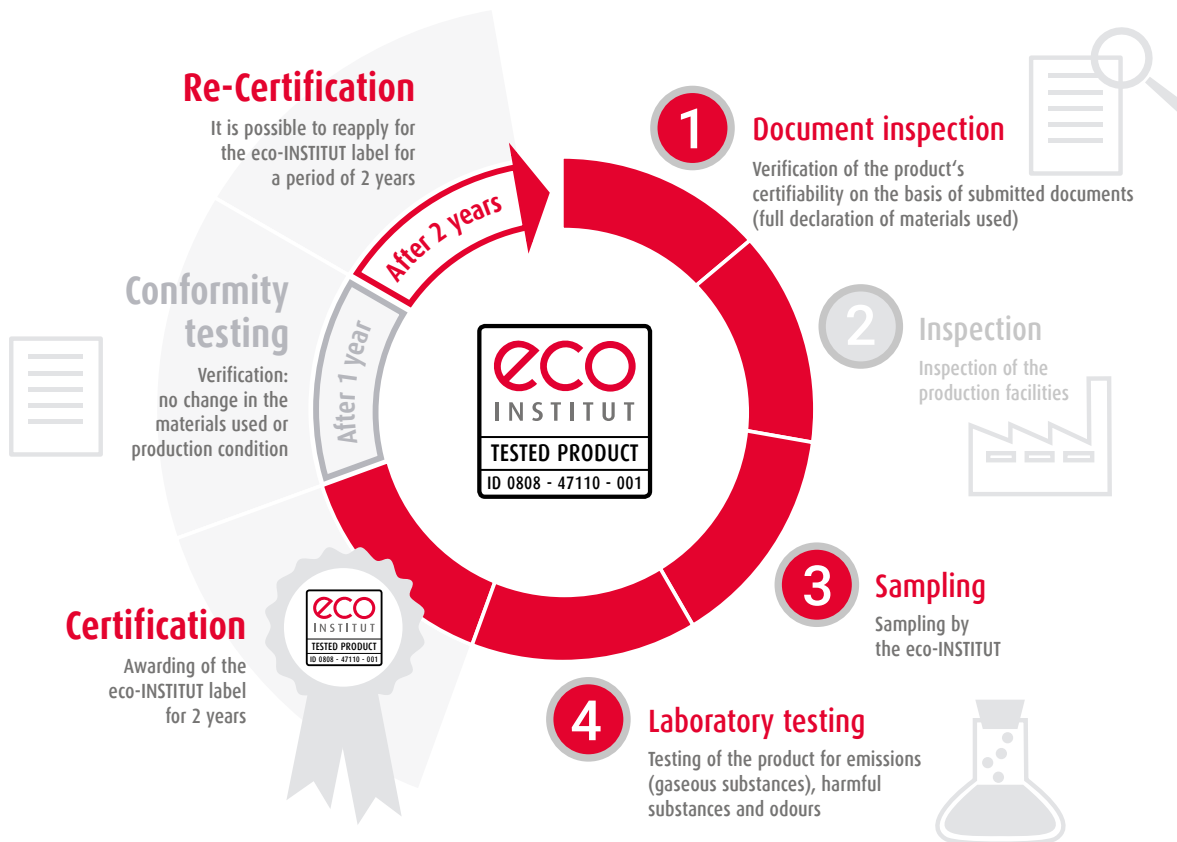 Re-Certification
It is possible to reapply for
the eco-INSTITUT label for
a period of 2 years
After 2 years
1
Document inspection
Verification of the product‘s
certifiability on the basis of submitted documents
(full declaration of materials used)
Conformity
testing
Verification:
no change in the
materials used or
production condition
After 1 year
eco
INSTITUT
TESTED PRODUCT
ID 0808 - 47110 - 001
2
Inspection
Inspection of the
production facilities
3
Sampling
Sampling by
the eco-INSTITUT
Certification
Awarding of the
eco-INSTITUT label
for 2 years
eco
INSTITUT
TESTED PRODUCT
ID 0808 - 47110 - 001
4
Laboratory testing
Testing of the product for emissions
(gaseous substances), harmful
substances and odours